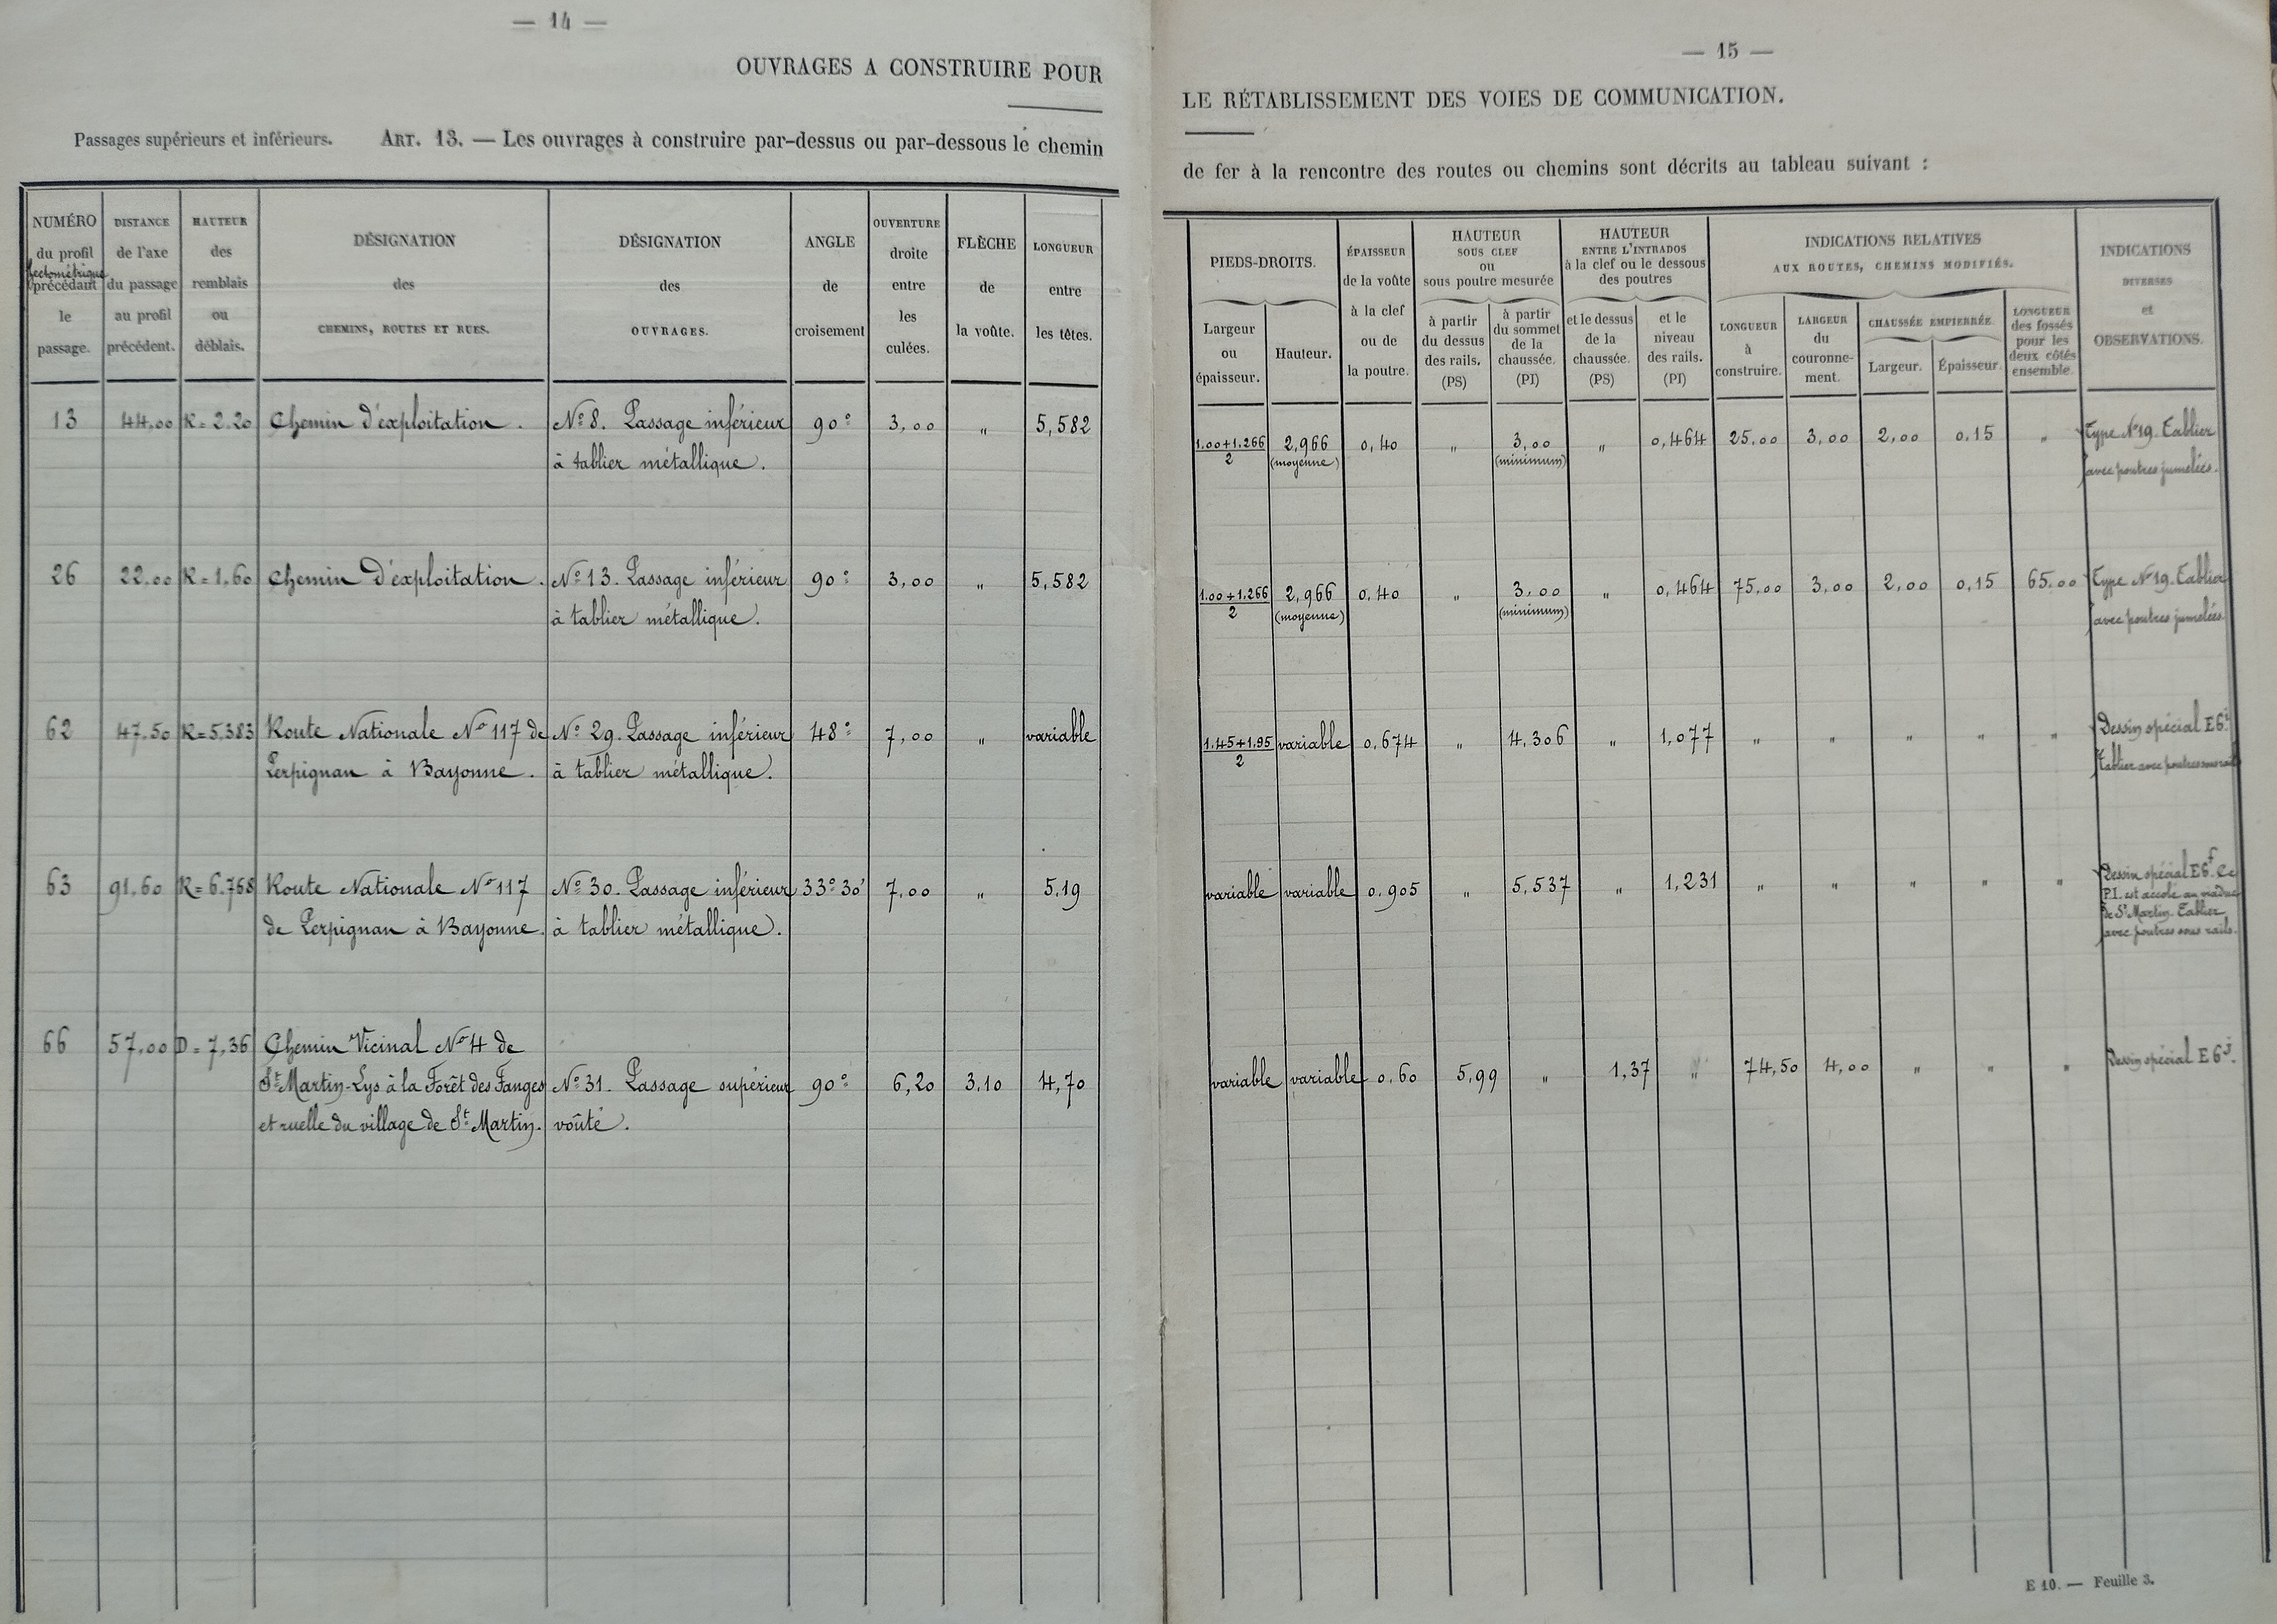 — 14 —
OUVRAGES A CONSTRUIRE POUR
Passages supérieurs et inférieurs. ART. 13. — Les ouvrages à construire par-dessus ou par-dessous le chemin
NUMÉRO du profil hectométrique précédant le passage.
DISTANCE de l'axe du passage au profil précédent.
HAUTEUR des remblais ou déblais.
DÉSIGNATION des CHEMINS, ROUTES ET RUES.
DÉSIGNATION des OUVRAGES.
ANGLE de croisement
OUVERTURE droite entre les culées.
FLÈCHE de la voûte.
LONGUEUR entre les têtes.
13 44.00 R = 2.20 Chemin d'exploitation. N° 8. Passage inférieur 90° 3,00 " 5,582
à tablier métallique.
26 22.00 R = 1.60 Chemin d'exploitation. N° 13. Passage inférieur 90° 3,00 " 5,582
à tablier métallique.
62 47.50 R = 5.383 Route Nationale N° 117 de N° 29. Passage inférieur 48° 7,00 " variable
Perpignan à Bayonne. à tablier métallique.
63 91.60 R = 6.768 Route Nationale N° 117 N° 30. Passage inférieur 33° 30' 7,00 " 5.19
de Perpignan à Bayonne. à tablier métallique.
66 57.00 D = 7,36 Chemin Vicinal N° 4 de
St Martin-Lys à la Forêt des Fanges N° 31. Passage supérieur 90° 6,20 3,10 4,70
et ruelle du village de St Martin. voûté.
— 15 —
LE RÉTABLISSEMENT DES VOIES DE COMMUNICATION.
de fer à la rencontre des routes ou chemins sont décrits au tableau suivant :
PIEDS-DROITS.
Largeur ou épaisseur.
Hauteur.
ÉPAISSEUR de la voûte à la clef ou de la poutre.
HAUTEUR SOUS CLEF ou sous poutre mesurée
à partir du dessus des rails. (PS)
à partir du sommet de la chaussée. (PI)
HAUTEUR ENTRE L'INTRADOS à la clef ou le dessous des poutres
et le dessus de la chaussée. (PS)
et le niveau des rails. (PI)
INDICATIONS RELATIVES AUX ROUTES, CHEMINS MODIFIÉS.
LONGUEUR à construire.
LARGEUR du couronne-ment.
CHAUSSÉE EMPIERRÉE
Largeur.
Épaisseur.
LONGUEUR des fossés pour les deux côtés ensemble.
INDICATIONS DIVERSES et OBSERVATIONS.
1.00+1.266 2,966 0,40 " 3,00 " 0,464 25.00 3,00 2,00 0.15 " Type N° 19. Tablier
2 (moyenne) (minimum) avec poutres jumelées.
1.00+1.266 2,966 0.40 " 3,00 " 0,464 75,00 3,00 2,00 0,15 65.00 Type N° 19. Tablier
2 (moyenne) (minimum) avec poutres jumelées.
1.45+1.95 variable 0,674 " 4,306 " 1,077 " " " " " Dessin spécial E6i
2 Tablier avec poutres sous rails
variable variable 0.905 " 5,537 " 1,231 " " " " " Dessin spécial E6f. Ce
P.I. est accolé au viaduc
de St Martin. Tablier
avec poutres sous rails.
variable variable 0.60 5,99 " 1,37 " 74,50 4,00 " " " Dessin spécial E6J.
E 10. — Feuille 3.